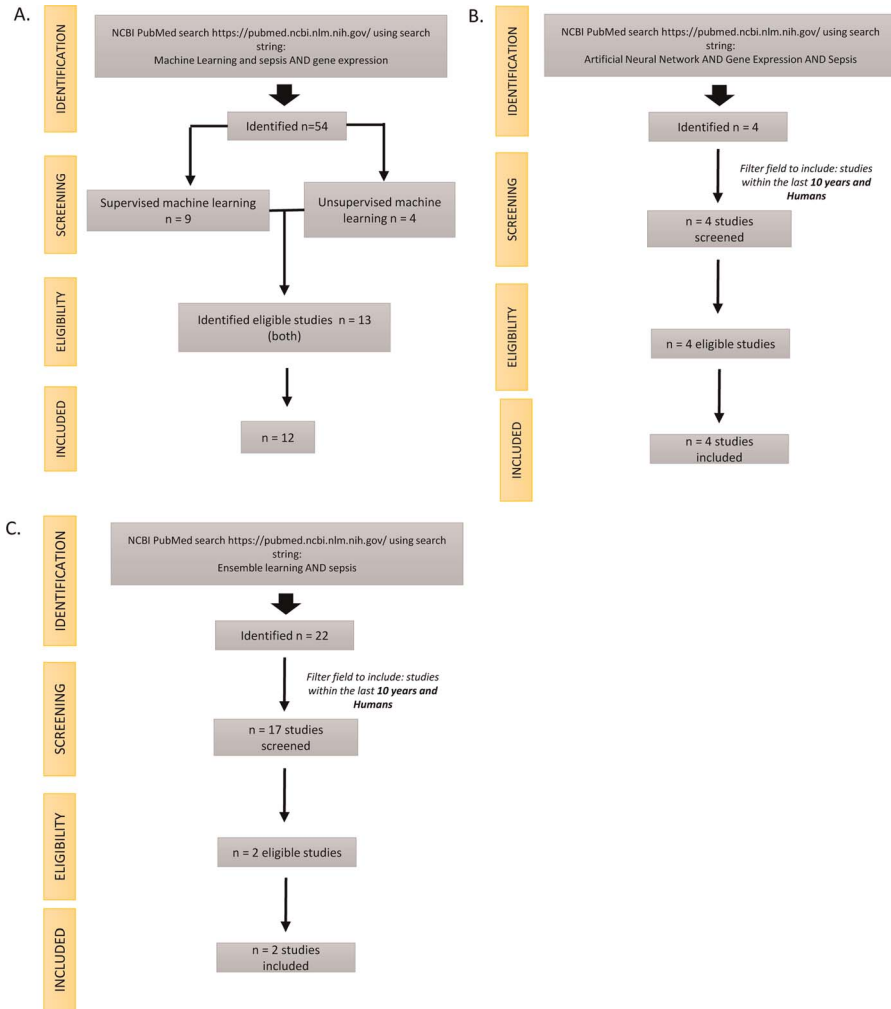 A.
NCBI PubMed search https://pubmed.ncbi.nlm.nih.gov/ using search
string:
Machine Learning and sepsis AND gene expression
IDENTIFICATION
Identified n=54
SCREENING
Supervised machine learning
n = 9
Unsupervised machine
learning n = 4
ELIGIBILITY
Identified eligible studies n = 13
(both)
INCLUDED
n = 12
B.
NCBI PubMed search https://pubmed.ncbi.nlm.nih.gov/ using search
string:
Artificial Neural Network AND Gene Expression AND Sepsis
IDENTIFICATION
Identified n = 4
Filter field to include: studies
within the last 10 years and
Humans
SCREENING
n = 4 studies
screened
ELIGIBILITY
n = 4 eligible studies
INCLUDED
n = 4 studies
included
C.
NCBI PubMed search https://pubmed.ncbi.nlm.nih.gov/ using search
string:
Ensemble learning AND sepsis
IDENTIFICATION
Identified n = 22
Filter field to include: studies
within the last 10 years and
Humans
SCREENING
n = 17 studies
screened
ELIGIBILITY
n = 2 eligible studies
INCLUDED
n = 2 studies
included